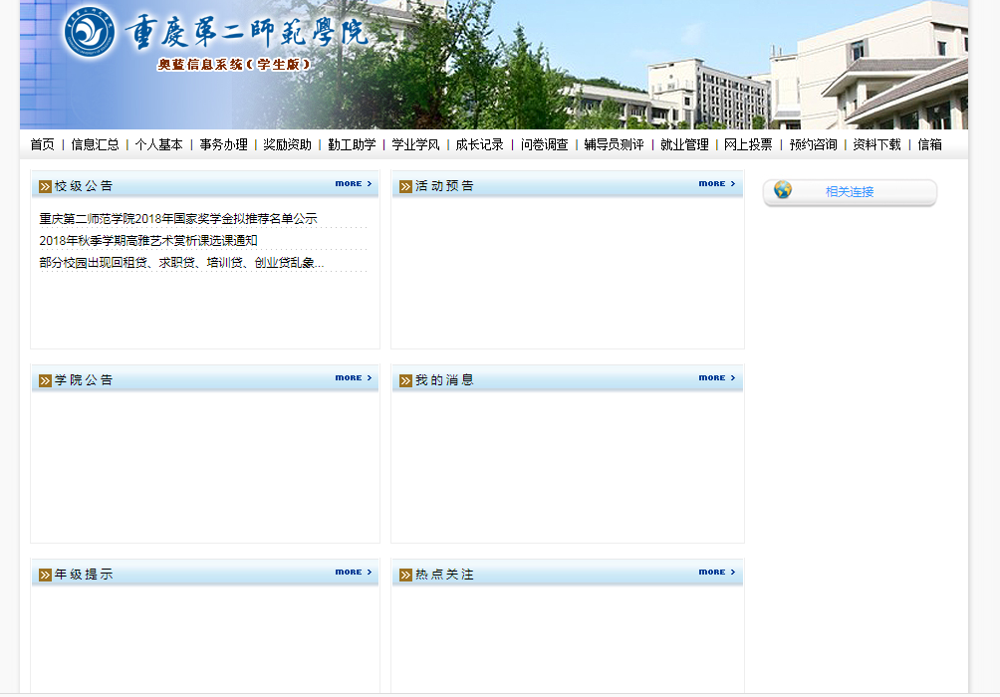 重慶第二師範學院
奥蓝信息系统(学生版)
首页 | 信息汇总 | 个人基本 | 事务办理 | 奖励资助 | 勤工助学 | 学业学风 | 成长记录 | 问卷调查 | 辅导员测评 | 就业管理 | 网上投票 | 预约咨询 | 资料下载 | 信箱
校级公告 MORE >
重庆第二师范学院2018年国家奖学金拟推荐名单公示
2018年秋季学期高雅艺术赏析课选课通知
部分校园出现回租贷、求职贷、培训贷、创业贷乱象...
活动预告 MORE >
相关连接
学院公告 MORE >
我的消息 MORE >
年级提示 MORE >
热点关注 MORE >